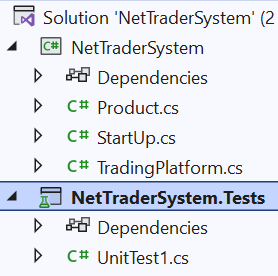 Solution 'NetTraderSystem' (2
C# NetTraderSystem
Dependencies
C# Product.cs
C# StartUp.cs
C# TradingPlatform.cs
NetTraderSystem.Tests
Dependencies
C# UnitTest1.cs